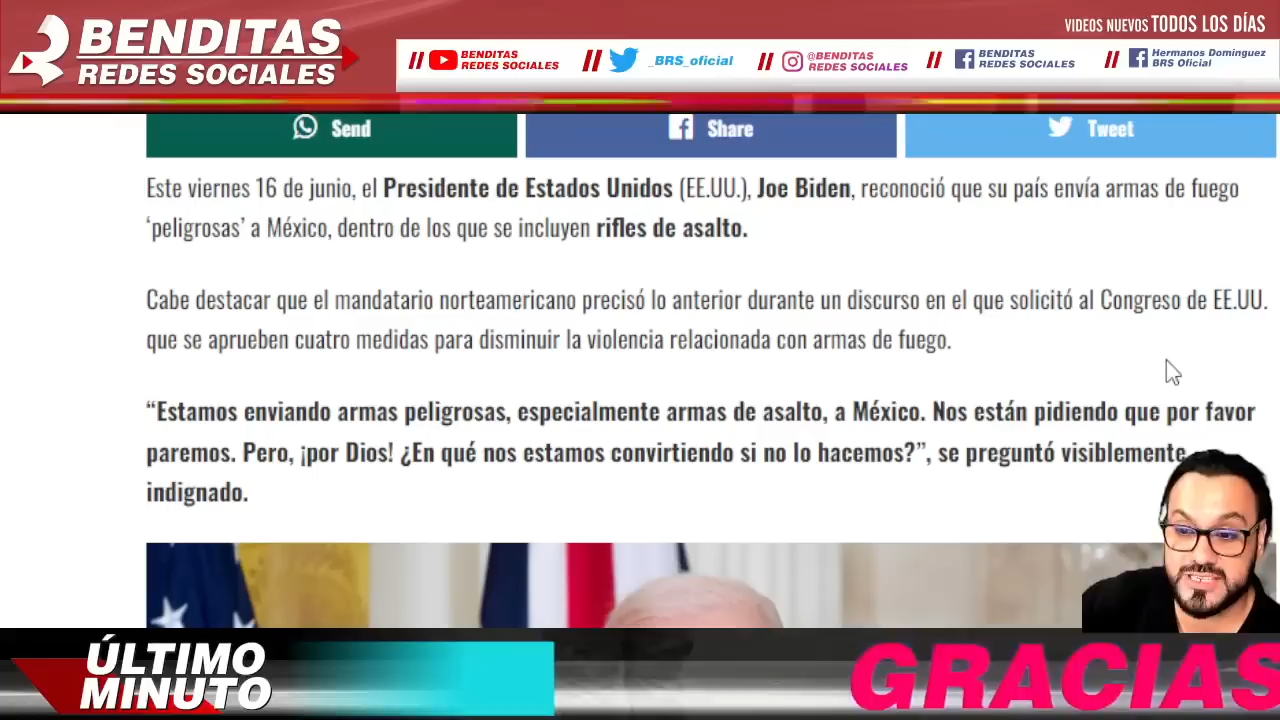 BENDITAS
REDES SOCIALES
VIDEOS NUEVOS TODOS LOS DÍAS
// BENDITAS REDES SOCIALES // _BRS_oficial // @BENDITAS REDES SOCIALES // BENDITAS REDES SOCIALES // Hermanos Dominguez BRS Oficial
Send Share Tweet
Este viernes 16 de junio, el Presidente de Estados Unidos (EE.UU.), Joe Biden, reconoció que su país envía armas de fuego
‘peligrosas’ a México, dentro de los que se incluyen rifles de asalto.
Cabe destacar que el mandatario norteamericano precisó lo anterior durante un discurso en el que solicitó al Congreso de EE.UU.
que se aprueben cuatro medidas para disminuir la violencia relacionada con armas de fuego.
“Estamos enviando armas peligrosas, especialmente armas de asalto, a México. Nos están pidiendo que por favor
paremos. Pero, ¡por Dios! ¿En qué nos estamos convirtiendo si no lo hacemos?”, se preguntó visiblemente
indignado.
ÚLTIMO
MINUTO
GRACIAS